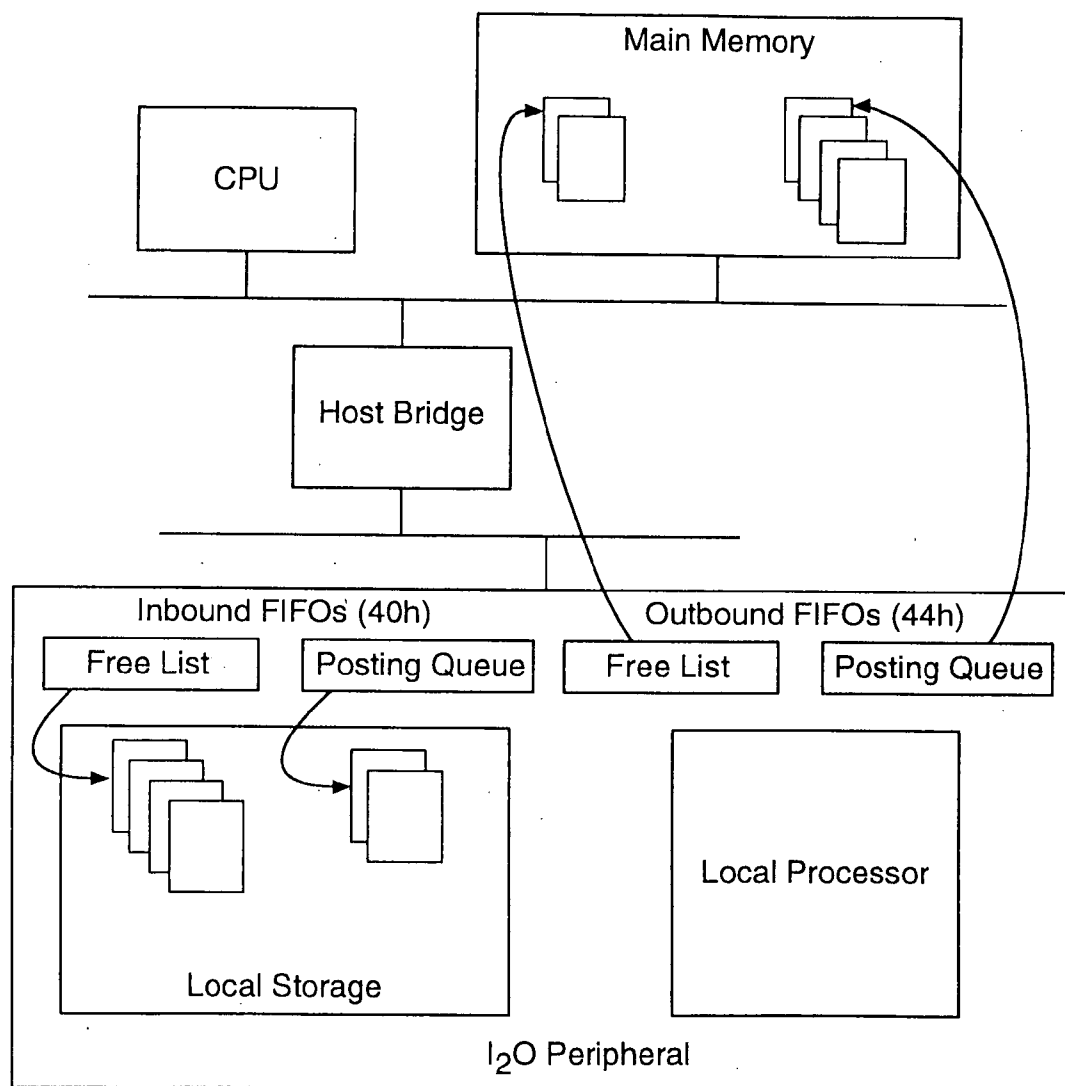 Main Memory
CPU
Host Bridge
Inbound FIFOs (40h)
Outbound FIFOs (44h)
Free List
Posting Queue
Free List
Posting Queue
Local Processor
Local Storage
I₂O Peripheral